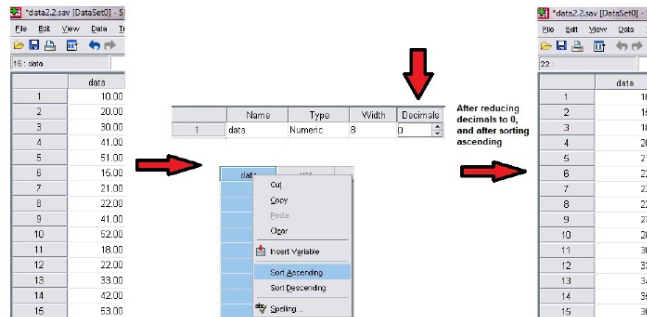 *data2.2.sav [DataSet0] - S
File Edit View Data
16 : data
data
1 10.00
2 20.00
3 30.00
4 41.00
5 51.00
6 15.00
7 21.00
8 22.00
9 41.00
10 52.00
11 18.00
12 22.00
13 33.00
14 42.00
15 53.00
Name Type Width Decimals
1 data Numeric 8 0
data
Cut
Copy
Paste
Clear
Insert Variable
Sort Ascending
Sort Descending
Spelling...
After reducing
decimals to 0,
and after sorting
ascending
*data2.2.sav [DataSet0] -
File Edit View Data
22 :
data
1
2
3
4
5
6
7
8
9
10
11
12
13
14
15